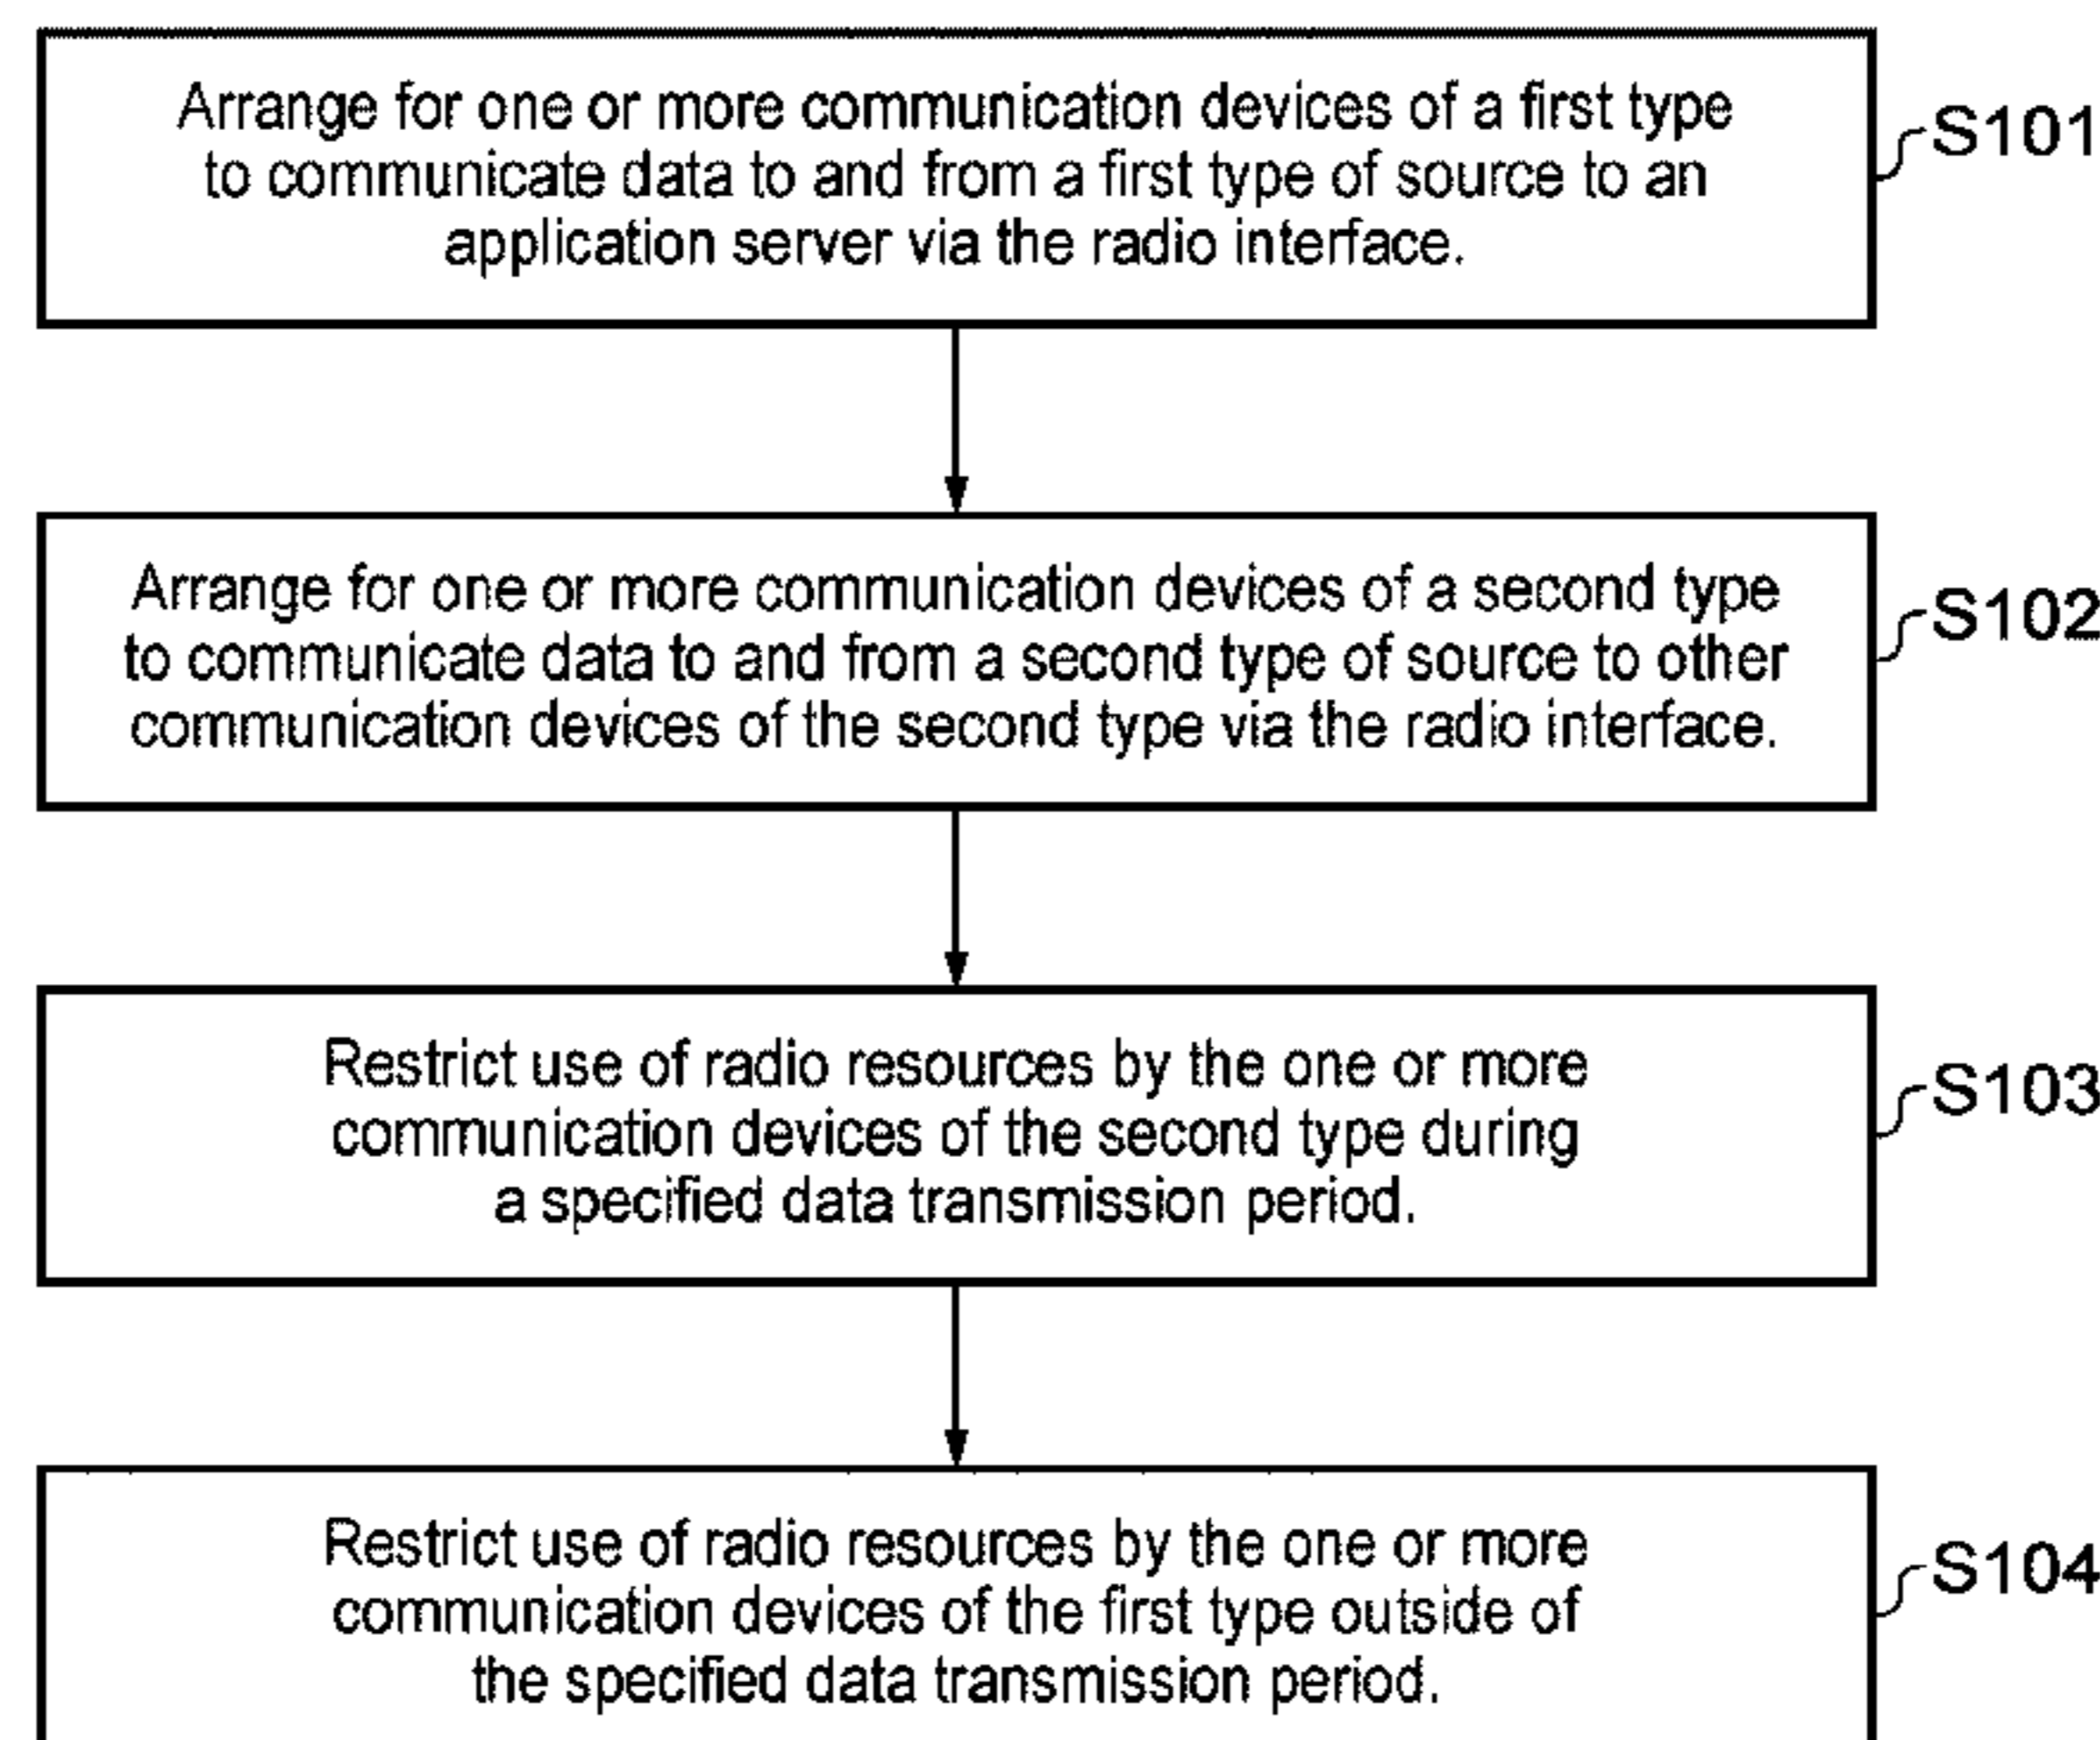 Arrange for one or more communication devices of a first type
to communicate data to and from a first type of source to an
application server via the radio interface.
S101
Arrange for one or more communication devices of a second type
to communicate data to and from a second type of source to other
communication devices of the second type via the radio interface.
S102
Restrict use of radio resources by the one or more
communication devices of the second type during
a specified data transmission period.
S103
Restrict use of radio resources by the one or more
communication devices of the first type outside of
the specified data transmission period.
S104